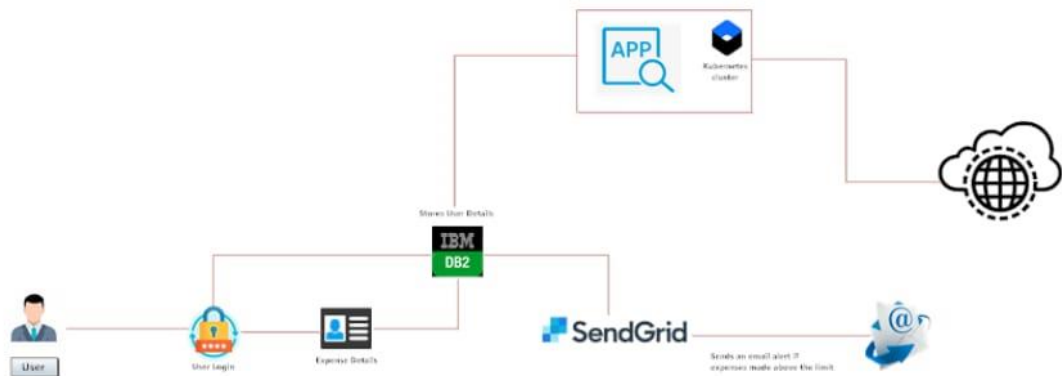 APP
Kubernetes
cluster
Stores User Details
IBM
DB2
SendGrid
@
User
User Login
Expense Details
Sends an email alert if
expenses made above the limit